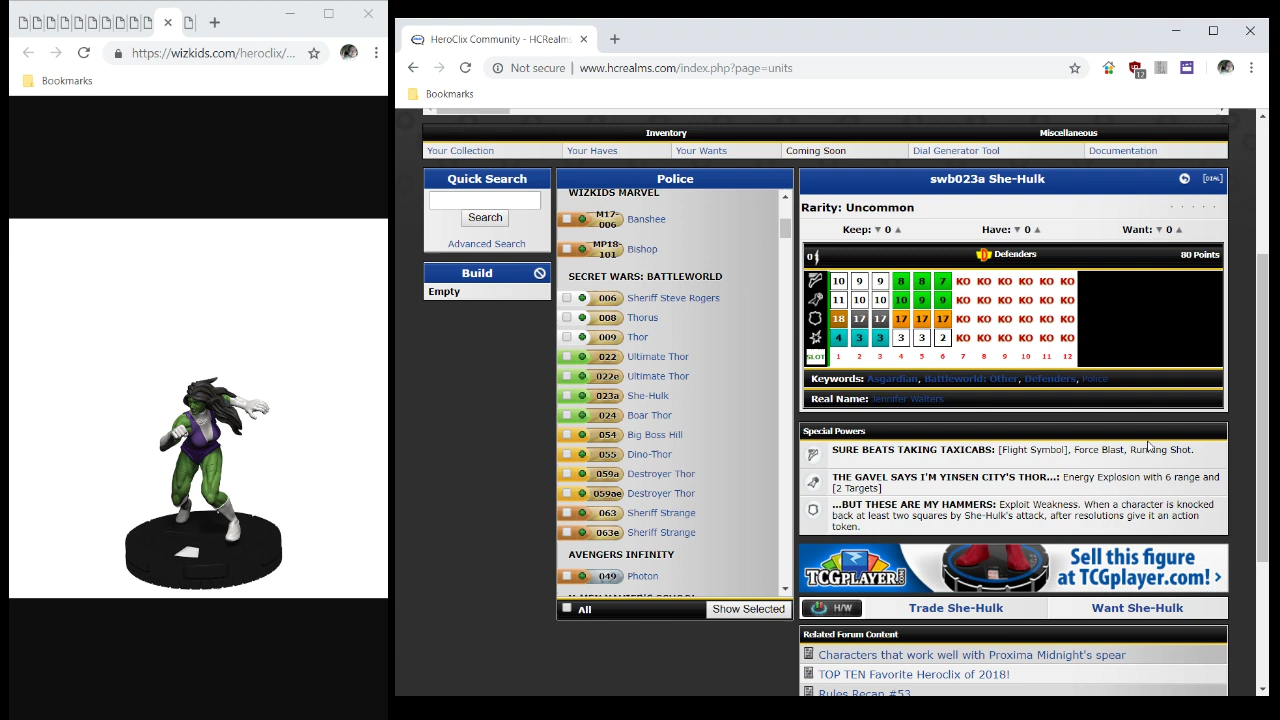 https://wizkids.com/heroclix/...
Bookmarks
HeroClix Community - HCRealms
Not secure
www.hcrealms.com/index.php?page=units
12
Bookmarks
Inventory
Miscellaneous
Your Collection
Your Haves
Your Wants
Coming Soon
Dial Generator Tool
Documentation
Quick Search
Search
Advanced Search
Build
Empty
Police
WIZKIDS MARVEL
M17-006 Banshee
MP18-101 Bishop
SECRET WARS: BATTLEWORLD
006 Sheriff Steve Rogers
008 Thorus
009 Thor
022 Ultimate Thor
022e Ultimate Thor
023a She-Hulk
024 Boar Thor
054 Big Boss Hill
055 Dino-Thor
059a Destroyer Thor
059ae Destroyer Thor
063 Sheriff Strange
063e Sheriff Strange
AVENGERS INFINITY
049 Photon
All
Show Selected
swb023a She-Hulk
[DIAL]
Rarity: Uncommon
Keep: ▼ 0 ▲
Have: ▼ 0 ▲
Want: ▼ 0 ▲
0
Defenders
80 Points
10 9 9 8 8 7 KO KO KO KO KO KO
11 10 10 10 9 9 KO KO KO KO KO KO
18 17 17 17 17 17 KO KO KO KO KO KO
4 3 3 3 3 2 KO KO KO KO KO KO
SLOT 1 2 3 4 5 6 7 8 9 10 11 12
Keywords: Asgardian, Battleworld: Other, Defenders, Police
Real Name: Jennifer Walters
Special Powers
SURE BEATS TAKING TAXICABS: [Flight Symbol], Force Blast, Running Shot.
THE GAVEL SAYS I'M YINSEN CITY'S THOR...: Energy Explosion with 6 range and
[2 Targets]
...BUT THESE ARE MY HAMMERS: Exploit Weakness. When a character is knocked
back at least two squares by She-Hulk's attack, after resolutions give it an action
token.
TCGPLAYER
Sell this figure
at TCGplayer.com! ›
H/W
Trade She-Hulk
Want She-Hulk
Related Forum Content
Characters that work well with Proxima Midnight's spear
TOP TEN Favorite Heroclix of 2018!
Rules Recap #53